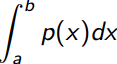 ∫_a^b p(x)dx